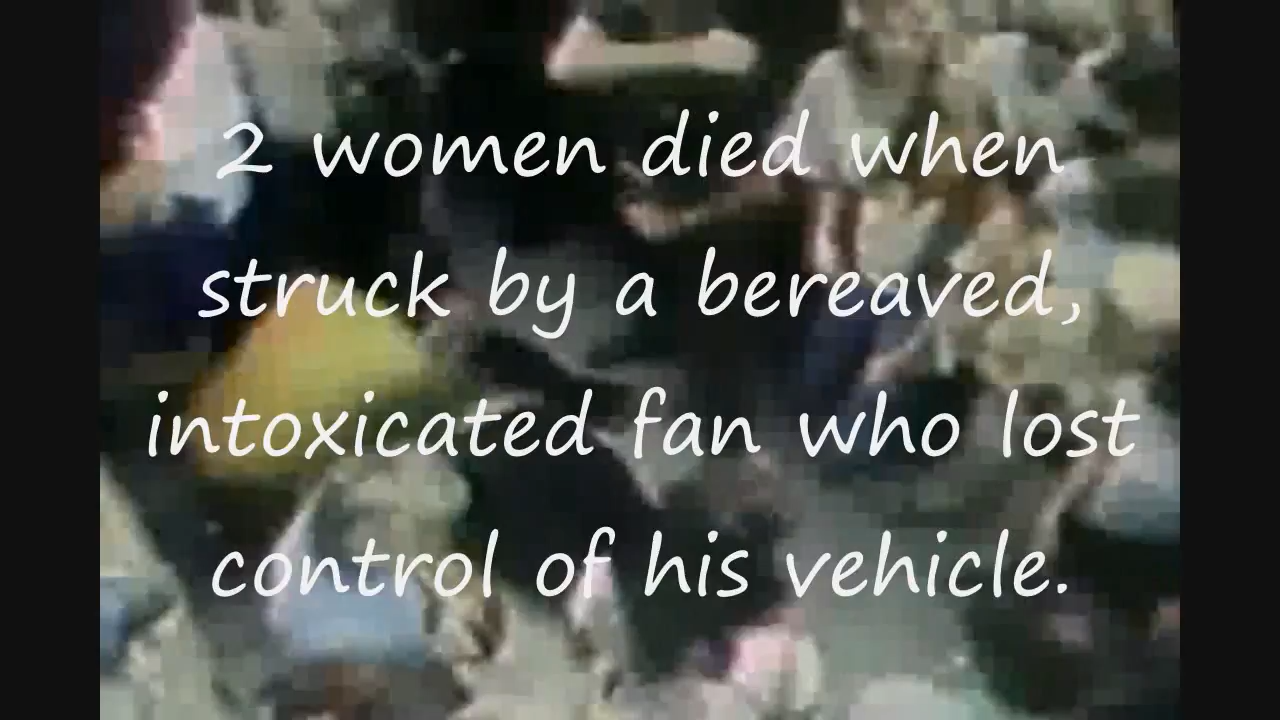 2 women died when
struck by a bereaved,
intoxicated fan who lost
control of his vehicle.